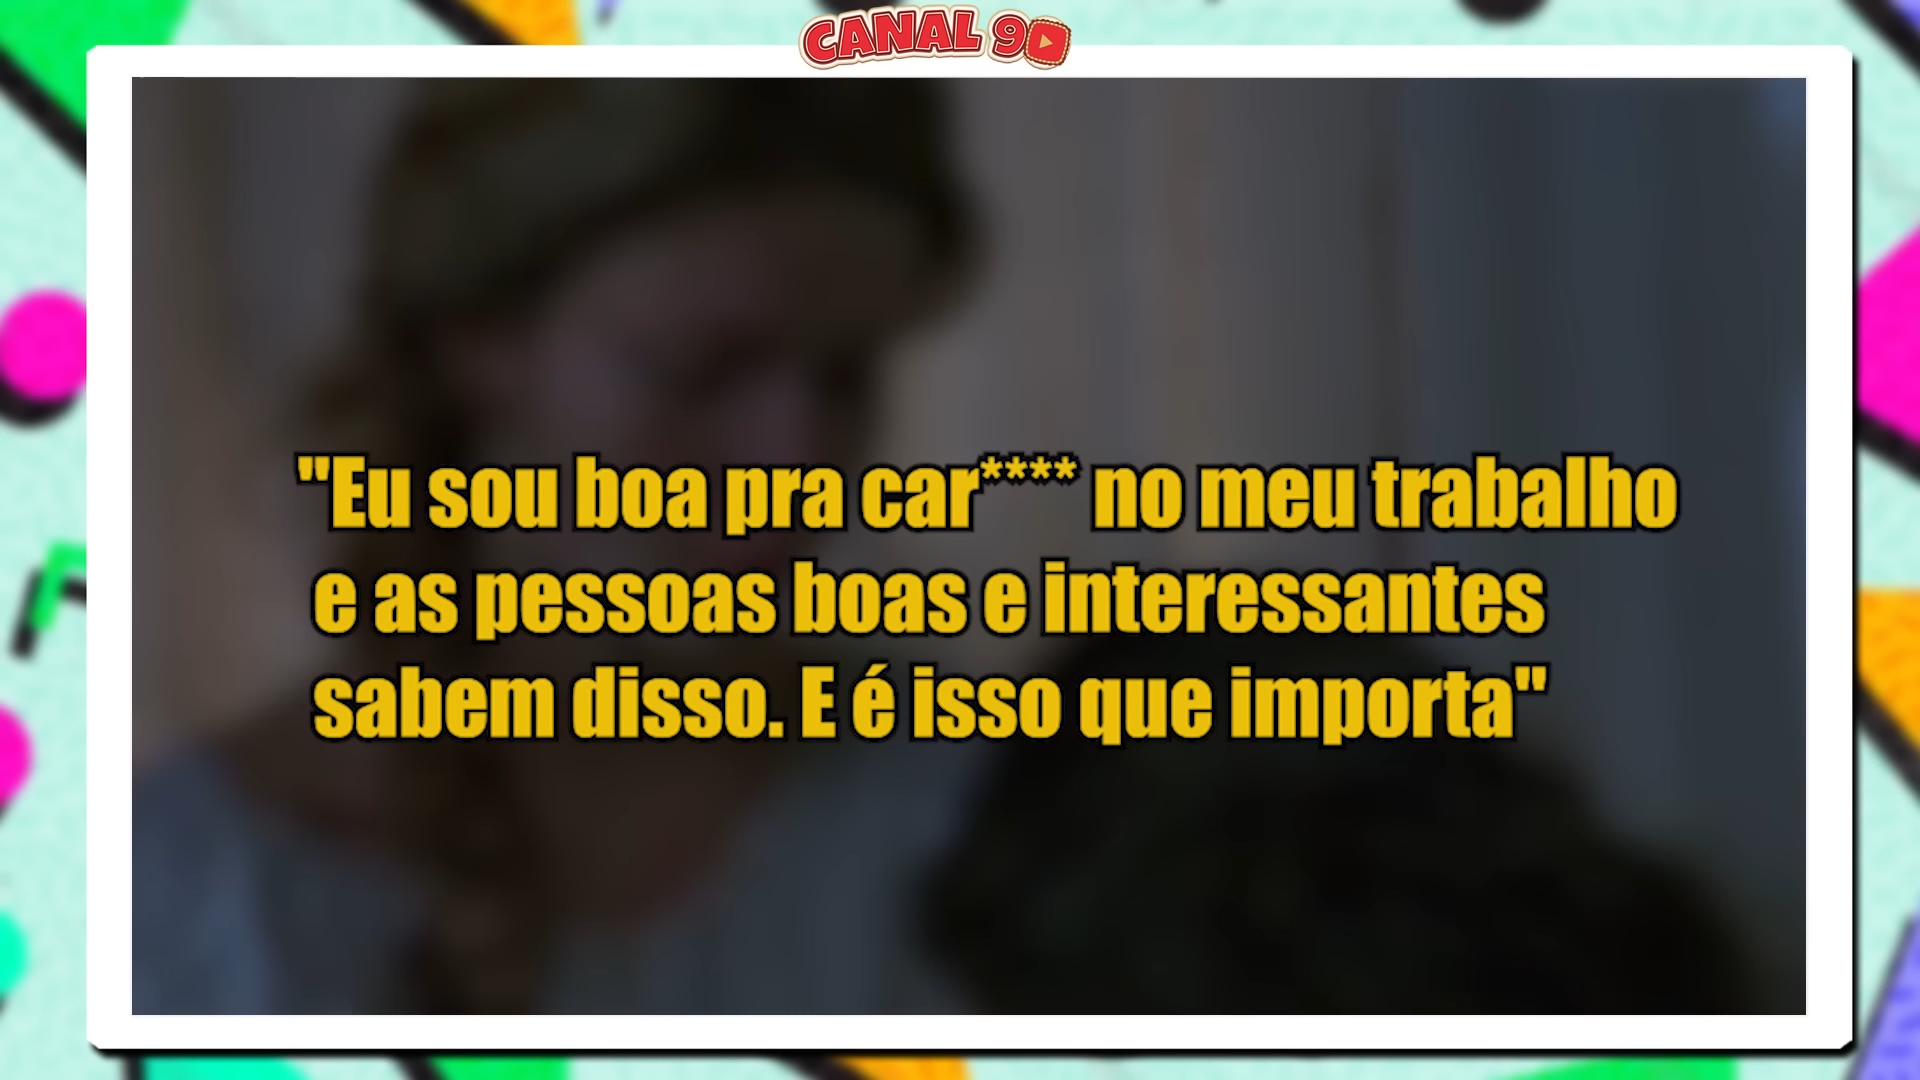 CANAL 90
"Eu sou boa pra car**** no meu trabalho
e as pessoas boas e interessantes
sabem disso. E é isso que importa"